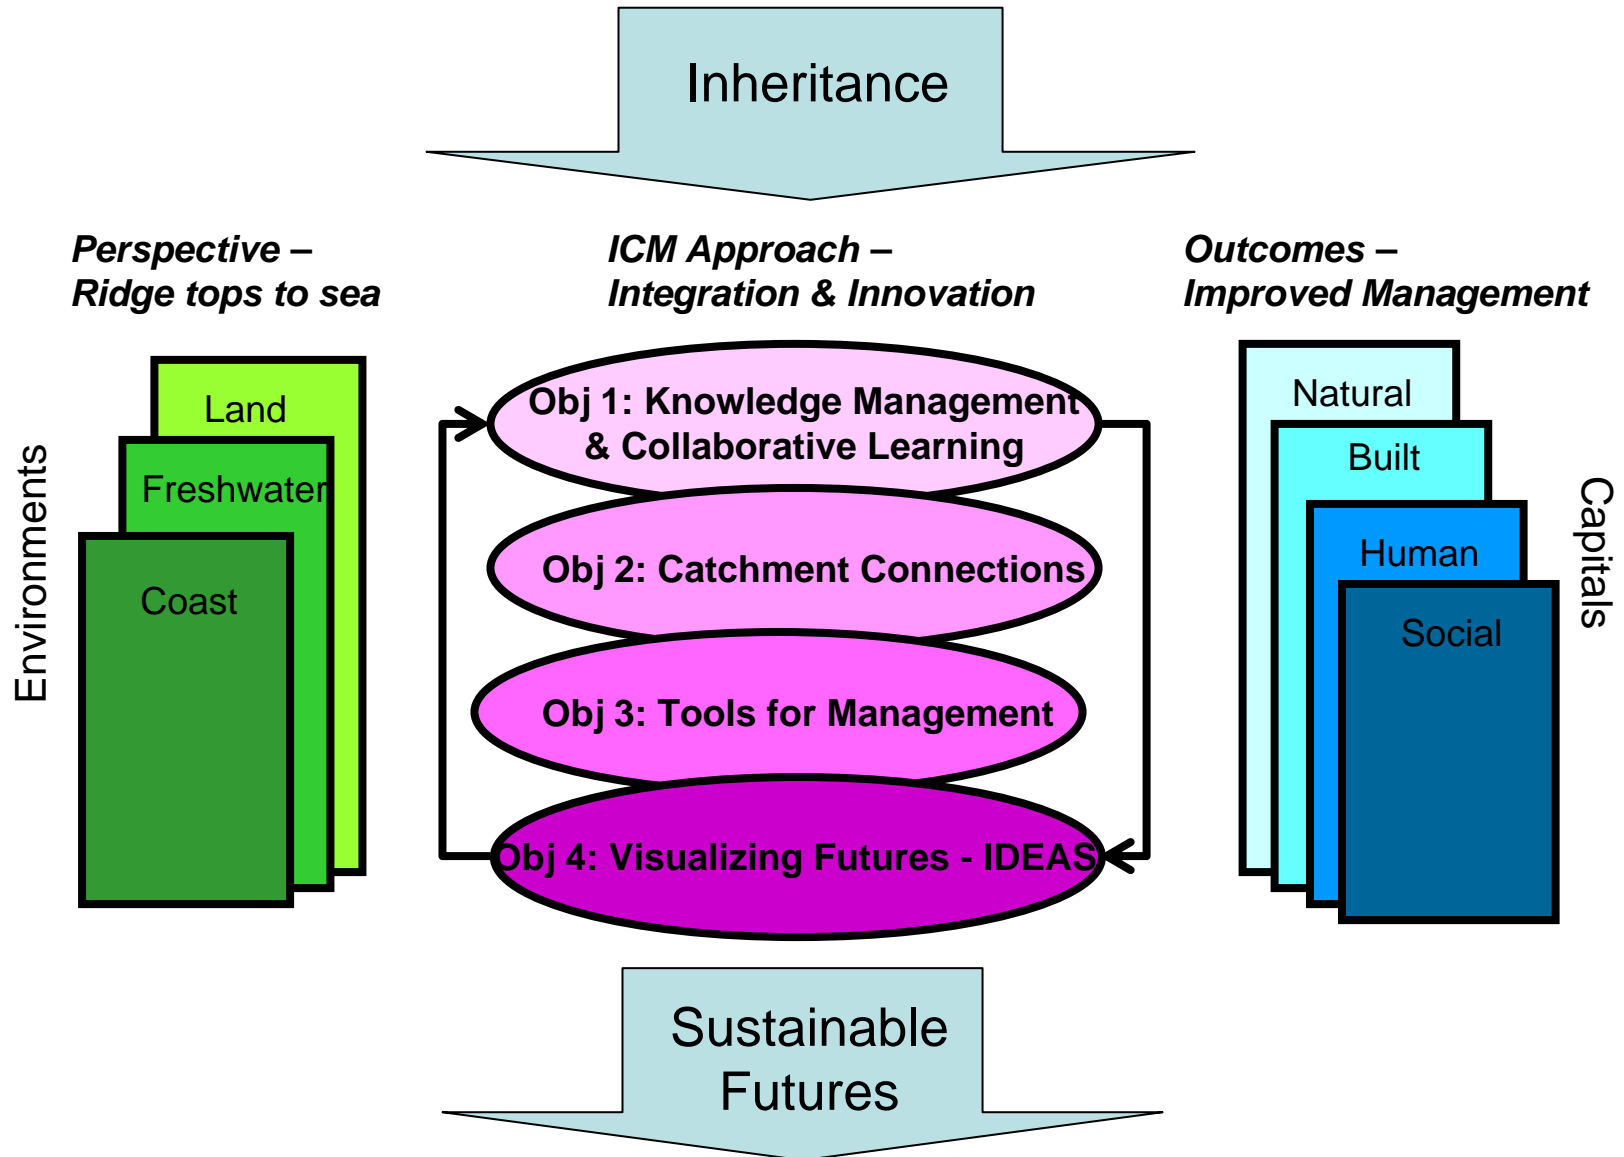 Inheritance
Perspective –
Ridge tops to sea
ICM Approach –
Integration & Innovation
Outcomes –
Improved Management
Environments
Land
Freshwater
Coast
Obj 1: Knowledge Management
& Collaborative Learning
Obj 2: Catchment Connections
Obj 3: Tools for Management
Obj 4: Visualizing Futures - IDEAS
Natural
Built
Human
Social
Capitals
Sustainable
Futures